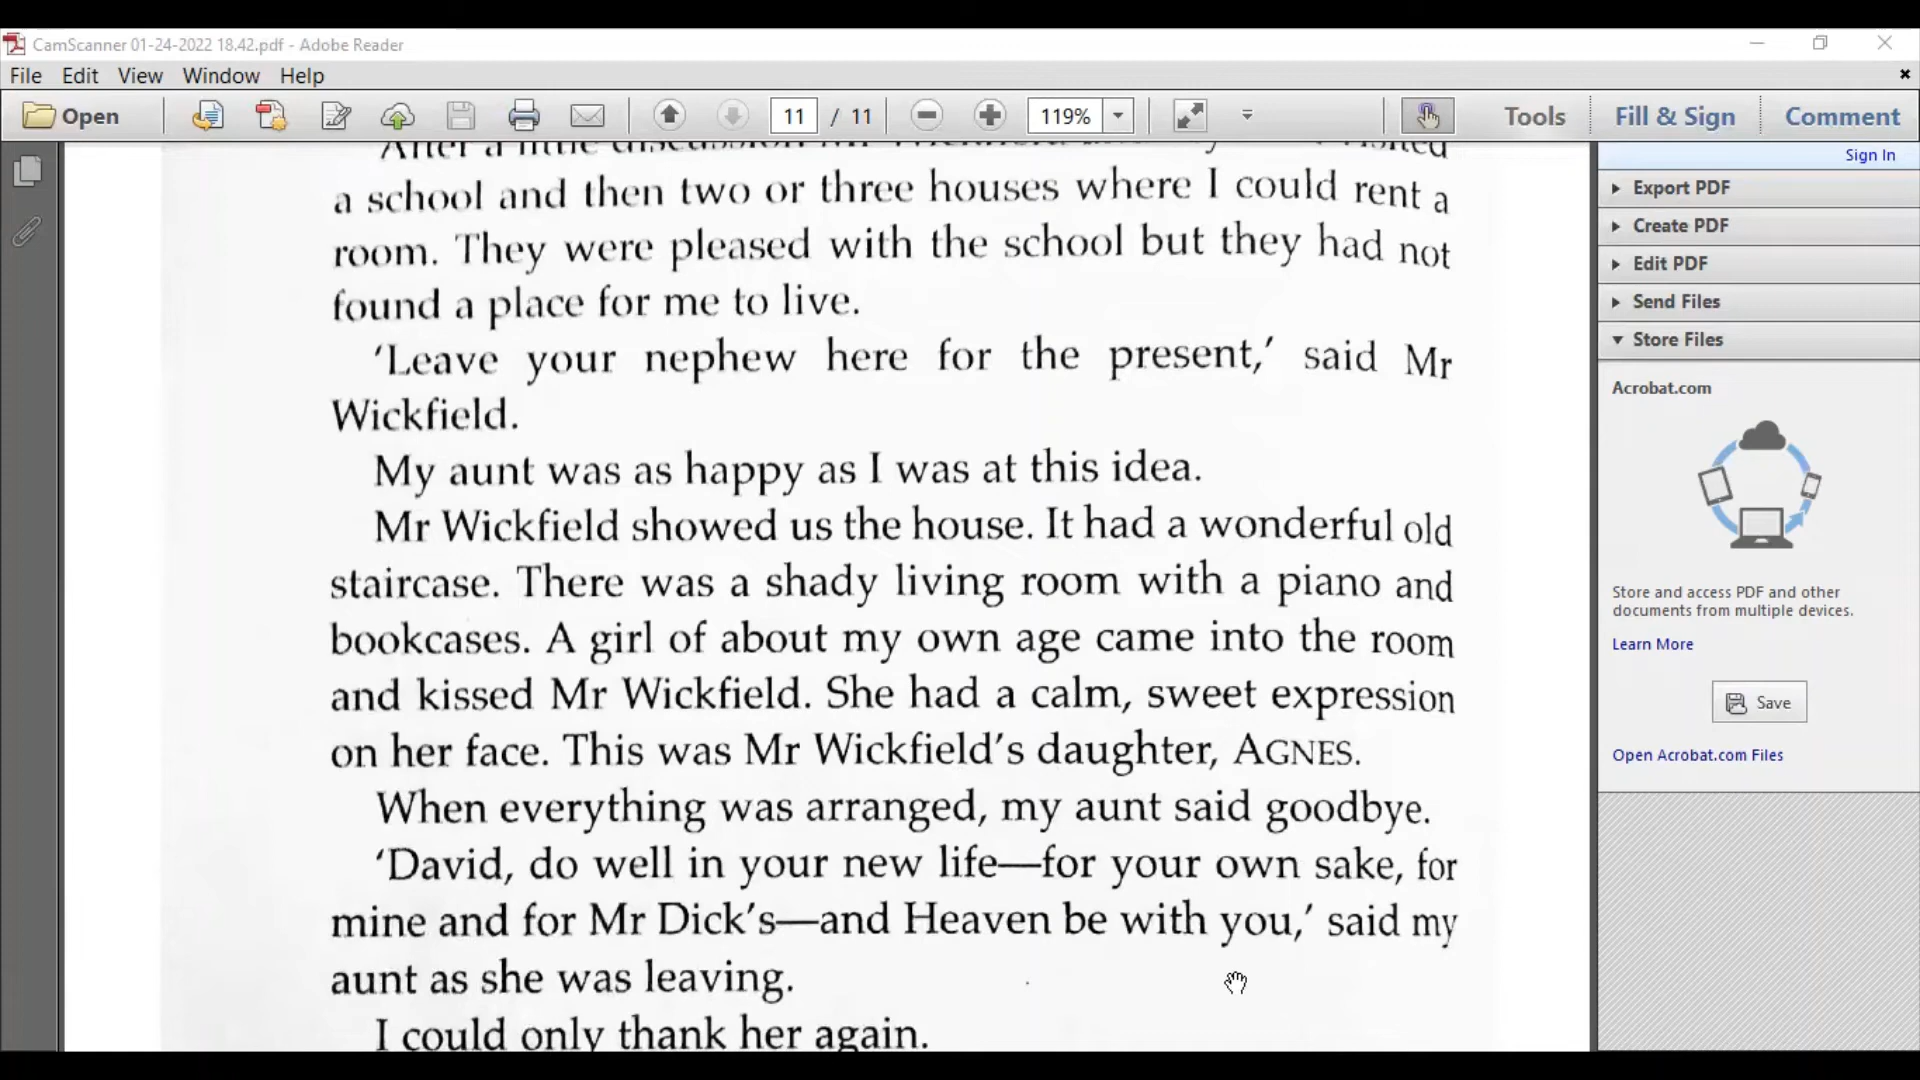 CamScanner 01-24-2022 18.42.pdf - Adobe Reader
File Edit View Window Help
Open 11 / 11 119% Tools Fill & Sign Comment
Sign In
After a little discussion Mr Wickfield visited
a school and then two or three houses where I could rent a
room. They were pleased with the school but they had not
found a place for me to live.
'Leave your nephew here for the present,' said Mr
Wickfield.
My aunt was as happy as I was at this idea.
Mr Wickfield showed us the house. It had a wonderful old
staircase. There was a shady living room with a piano and
bookcases. A girl of about my own age came into the room
and kissed Mr Wickfield. She had a calm, sweet expression
on her face. This was Mr Wickfield's daughter, AGNES.
When everything was arranged, my aunt said goodbye.
'David, do well in your new life—for your own sake, for
mine and for Mr Dick's—and Heaven be with you,' said my
aunt as she was leaving.
I could only thank her again.
Export PDF
Create PDF
Edit PDF
Send Files
Store Files
Acrobat.com
Store and access PDF and other
documents from multiple devices.
Learn More
Save
Open Acrobat.com Files